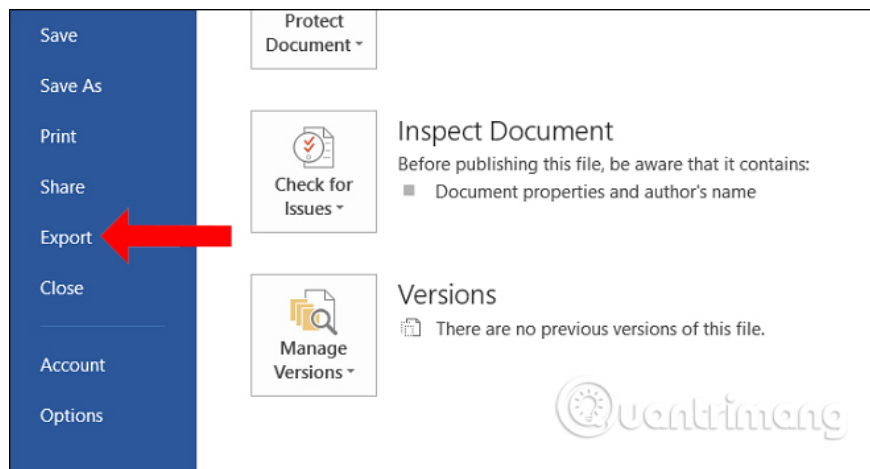 Save
Save As
Print
Share
Export
Close
Account
Options
Protect
Document
Check for
Issues
Inspect Document
Before publishing this file, be aware that it contains:
Document properties and author's name
Manage
Versions
Versions
There are no previous versions of this file.
Quantrimang